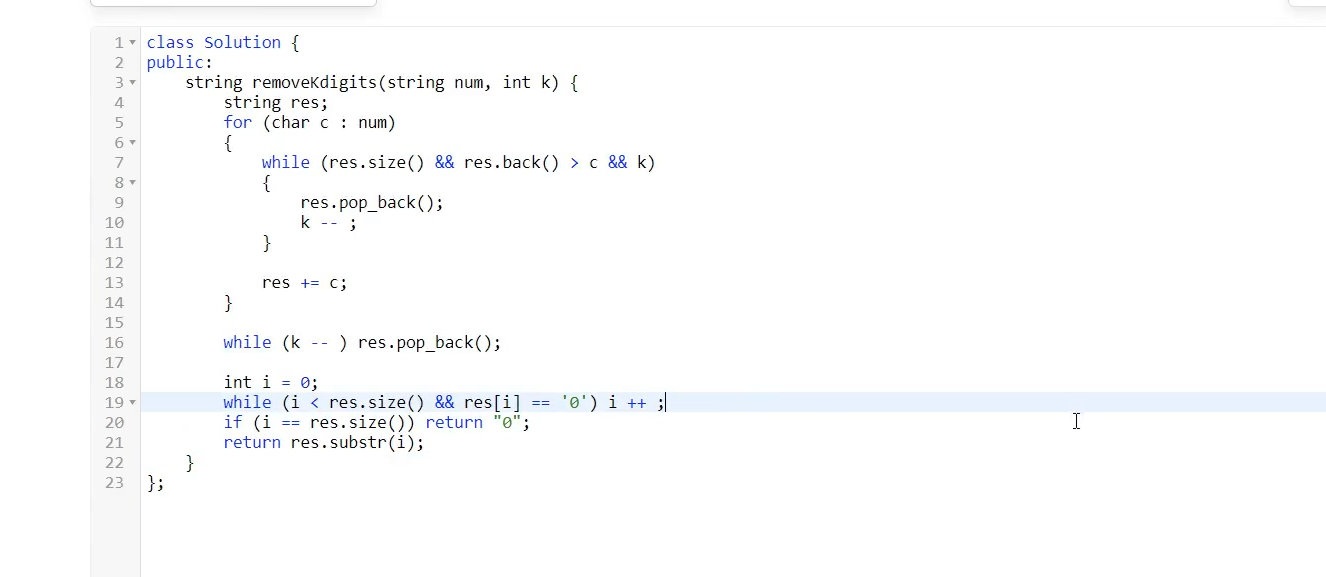 1 class Solution {
2 public:
3     string removeKdigits(string num, int k) {
4         string res;
5         for (char c : num)
6         {
7             while (res.size() && res.back() > c && k)
8             {
9                 res.pop_back();
10                 k -- ;
11             }
12
13             res += c;
14         }
15
16         while (k -- ) res.pop_back();
17
18         int i = 0;
19         while (i < res.size() && res[i] == '0') i ++ ;
20         if (i == res.size()) return "0";
21         return res.substr(i);
22     }
23 };